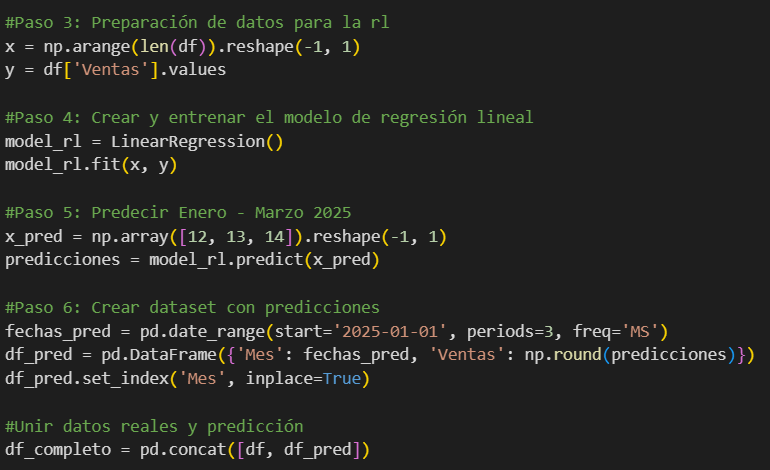 #Paso 3: Preparación de datos para la rl
x = np.arange(len(df)).reshape(-1, 1)
y = df['Ventas'].values
#Paso 4: Crear y entrenar el modelo de regresión lineal
model_rl = LinearRegression()
model_rl.fit(x, y)
#Paso 5: Predecir Enero - Marzo 2025
x_pred = np.array([12, 13, 14]).reshape(-1, 1)
predicciones = model_rl.predict(x_pred)
#Paso 6: Crear dataset con predicciones
fechas_pred = pd.date_range(start='2025-01-01', periods=3, freq='MS')
df_pred = pd.DataFrame({'Mes': fechas_pred, 'Ventas': np.round(predicciones)})
df_pred.set_index('Mes', inplace=True)
#Unir datos reales y predicción
df_completo = pd.concat([df, df_pred])